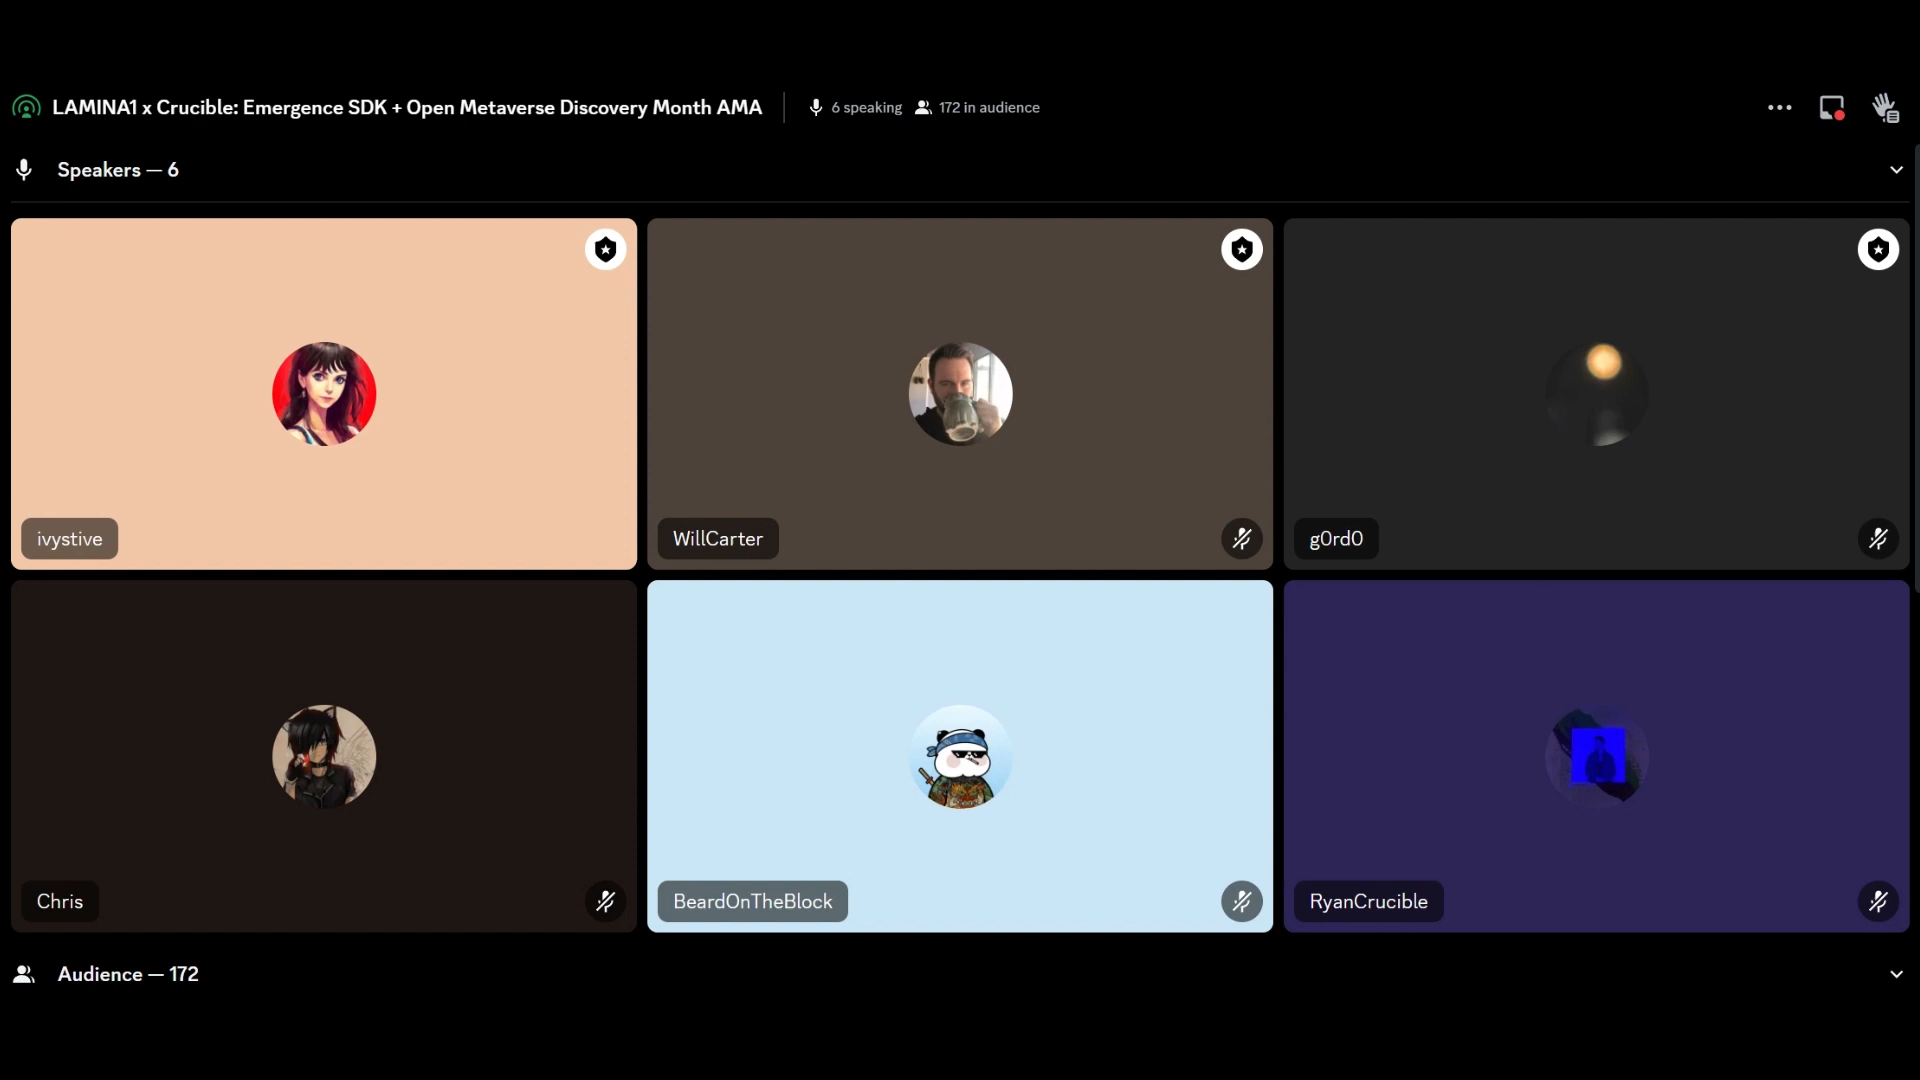 LAMINA1 x Crucible: Emergence SDK + Open Metaverse Discovery Month AMA
6 speaking
172 in audience
Speakers — 6
ivystive
WillCarter
g0rd0
Chris
BeardOnTheBlock
RyanCrucible
Audience — 172